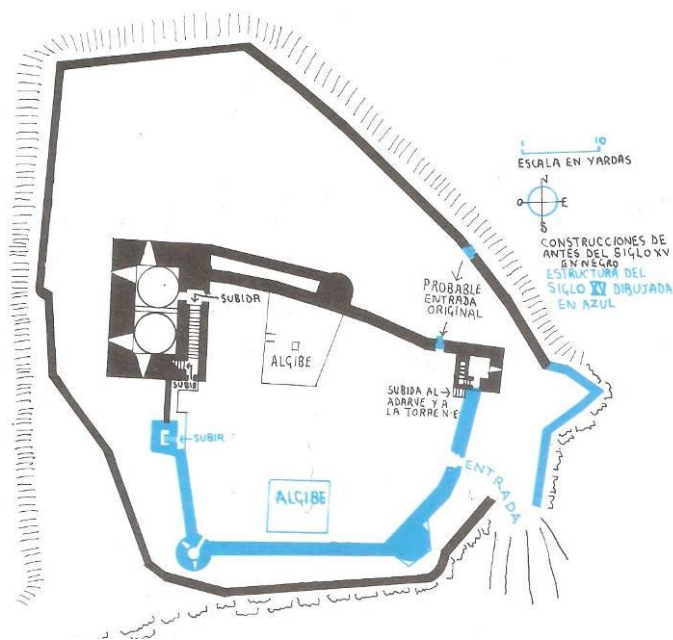 1 10
ESCALA EN YARDAS
N
O E
S
CONSTRUCCIONES DE
ANTES DEL SIGLO XV
EN NEGRO
ESTRUCTURA DEL
SIGLO XV DIBUJADA
EN AZUL
PROBABLE
ENTRADA
ORIGINAL
SUBIDA
ALGIBE
SUBIR
SUBIDA AL
ADARVE Y A
LA TORRE N.E
SUBIR
ENTRADA
ALGIBE